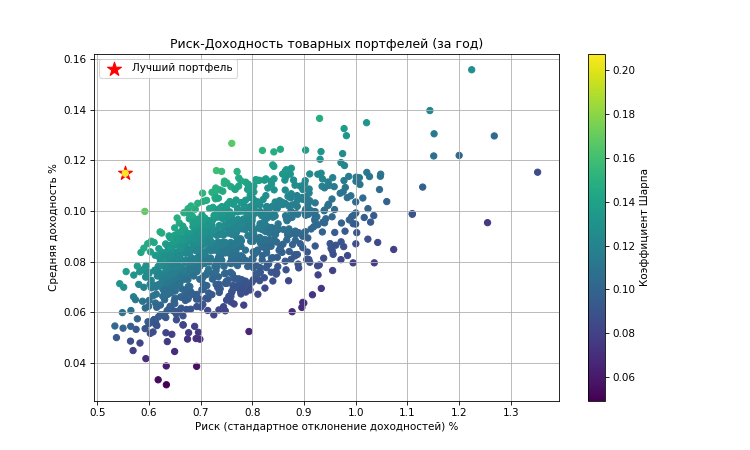 Риск-Доходность товарных портфелей (за год)
Лучший портфель
Средняя доходность %
0.16
0.14
0.12
0.10
0.08
0.06
0.04
0.5 0.6 0.7 0.8 0.9 1.0 1.1 1.2 1.3
Риск (стандартное отклонение доходностей) %
0.20
0.18
0.16
0.14
0.12
0.10
0.08
0.06
Коэффициент Шарпа